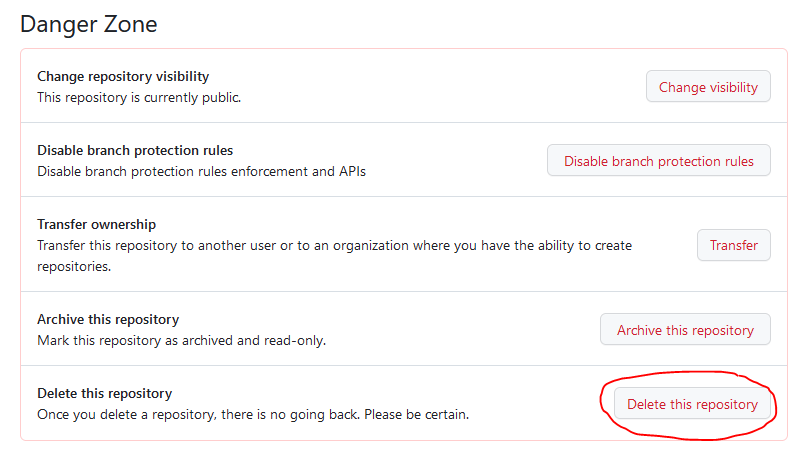 Danger Zone
Change repository visibility
This repository is currently public.
Change visibility
Disable branch protection rules
Disable branch protection rules enforcement and APIs
Disable branch protection rules
Transfer ownership
Transfer this repository to another user or to an organization where you have the ability to create
repositories.
Transfer
Archive this repository
Mark this repository as archived and read-only.
Archive this repository
Delete this repository
Once you delete a repository, there is no going back. Please be certain.
Delete this repository